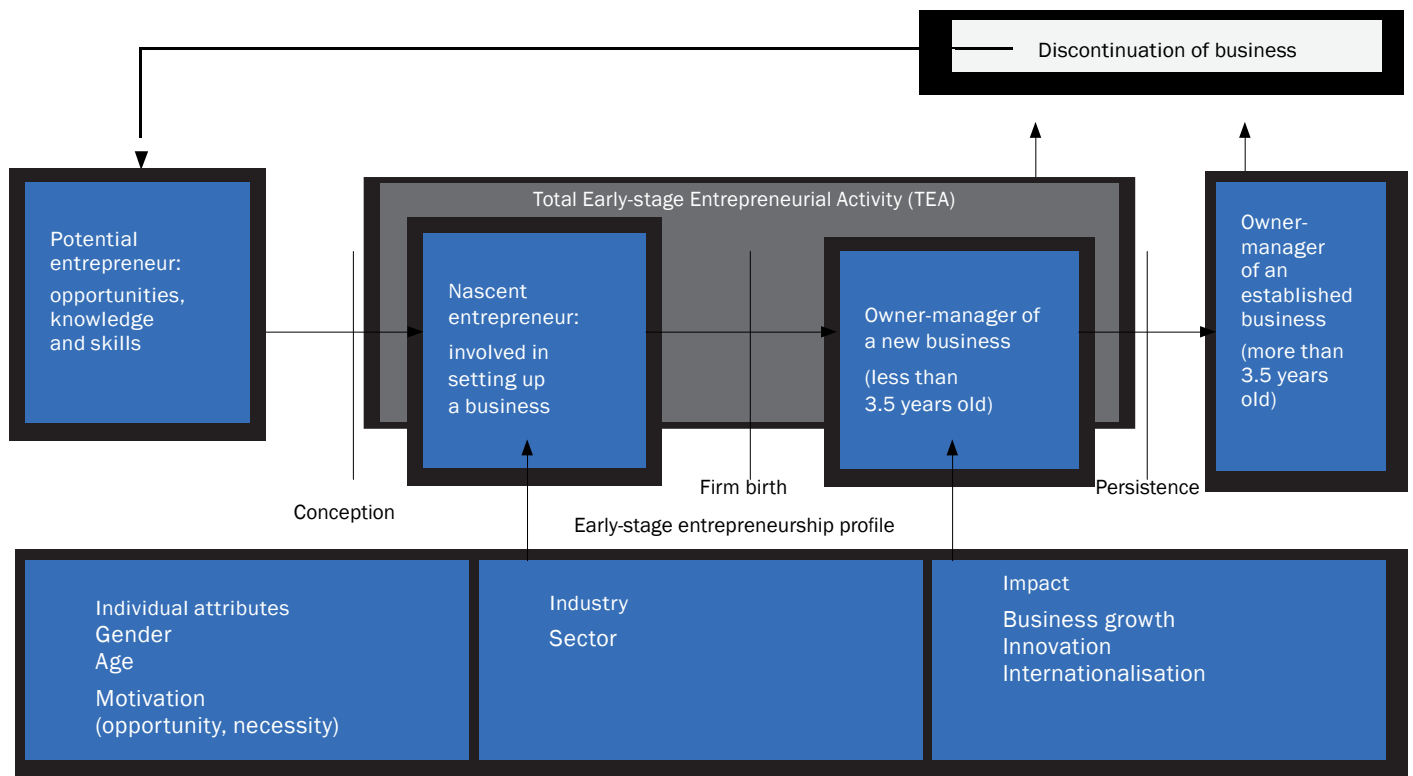 Discontinuation of business
Total Early-stage Entrepreneurial Activity (TEA)
Potential
entrepreneur:
opportunities,
knowledge
and skills
Nascent
entrepreneur:
involved in
setting up
a business
Owner-manager of
a new business
(less than
3.5 years old)
Owner-
manager
of an
established
business
(more than
3.5 years
old)
Conception
Firm birth
Persistence
Early-stage entrepreneurship profile
Individual attributes
Gender
Age
Motivation
(opportunity, necessity)
Industry
Sector
Impact
Business growth
Innovation
Internationalisation